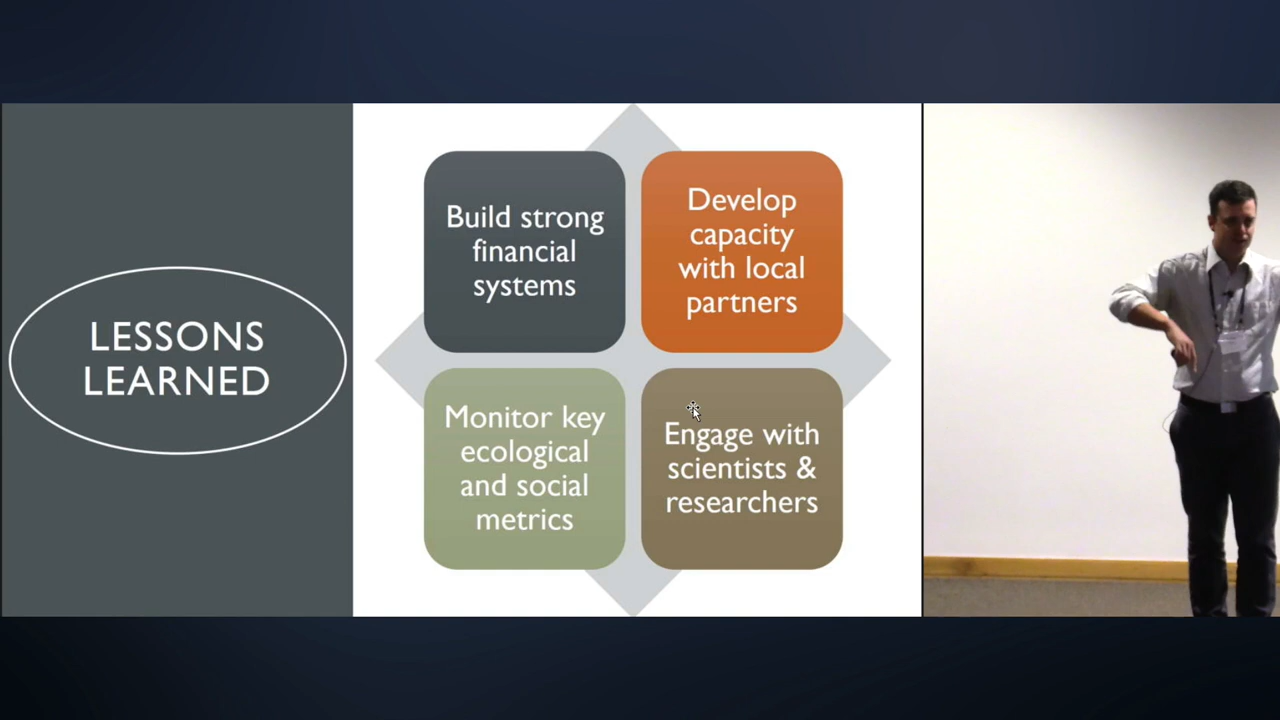 LESSONS
LEARNED
Build strong
financial
systems
Develop
capacity
with local
partners
Monitor key
ecological
and social
metrics
Engage with
scientists &
researchers